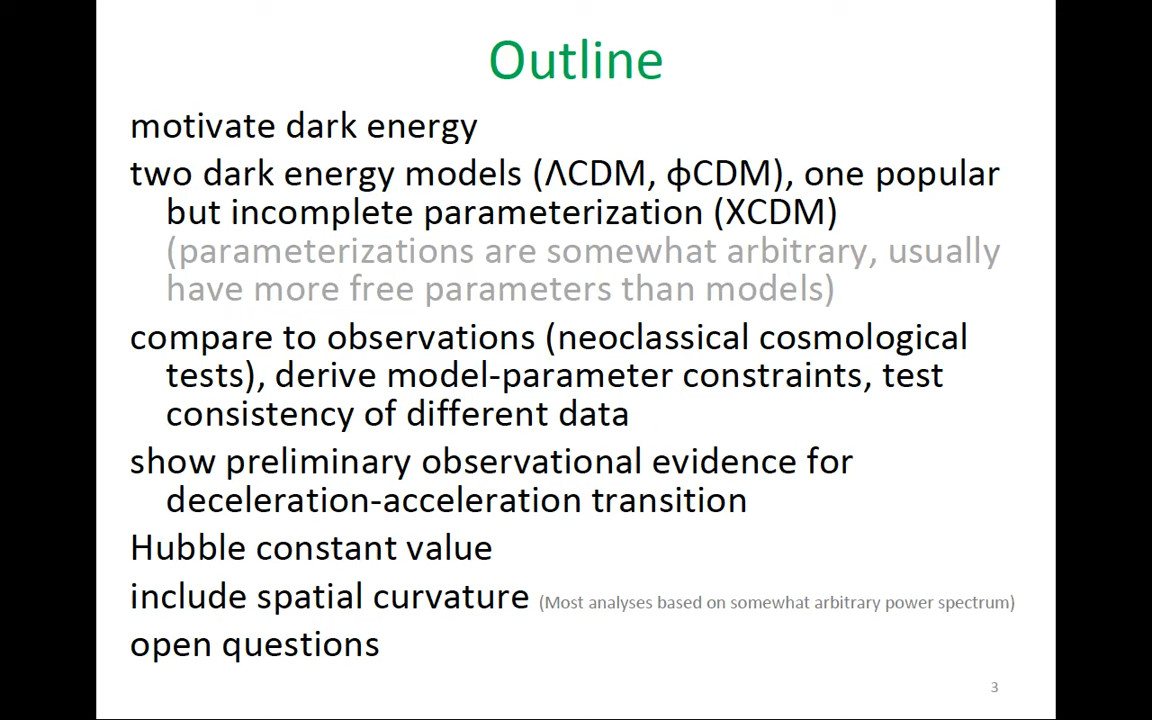 Outline
motivate dark energy
two dark energy models (ΛCDM, ϕCDM), one popular
but incomplete parameterization (XCDM)
(parameterizations are somewhat arbitrary, usually
have more free parameters than models)
compare to observations (neoclassical cosmological
tests), derive model-parameter constraints, test
consistency of different data
show preliminary observational evidence for
deceleration-acceleration transition
Hubble constant value
include spatial curvature (Most analyses based on somewhat arbitrary power spectrum)
open questions
3